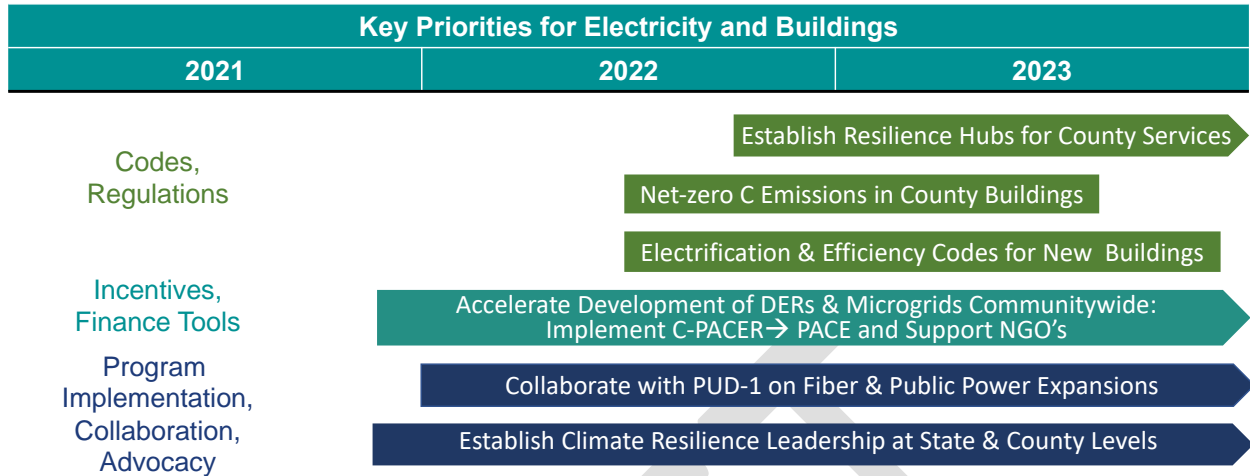 Key Priorities for Electricity and Buildings
2021 2022 2023
Codes,
Regulations
Establish Resilience Hubs for County Services
Net-zero C Emissions in County Buildings
Electrification & Efficiency Codes for New Buildings
Incentives,
Finance Tools
Accelerate Development of DERs & Microgrids Communitywide:
Implement C-PACER→ PACE and Support NGO's
Program
Implementation,
Collaboration,
Advocacy
Collaborate with PUD-1 on Fiber & Public Power Expansions
Establish Climate Resilience Leadership at State & County Levels